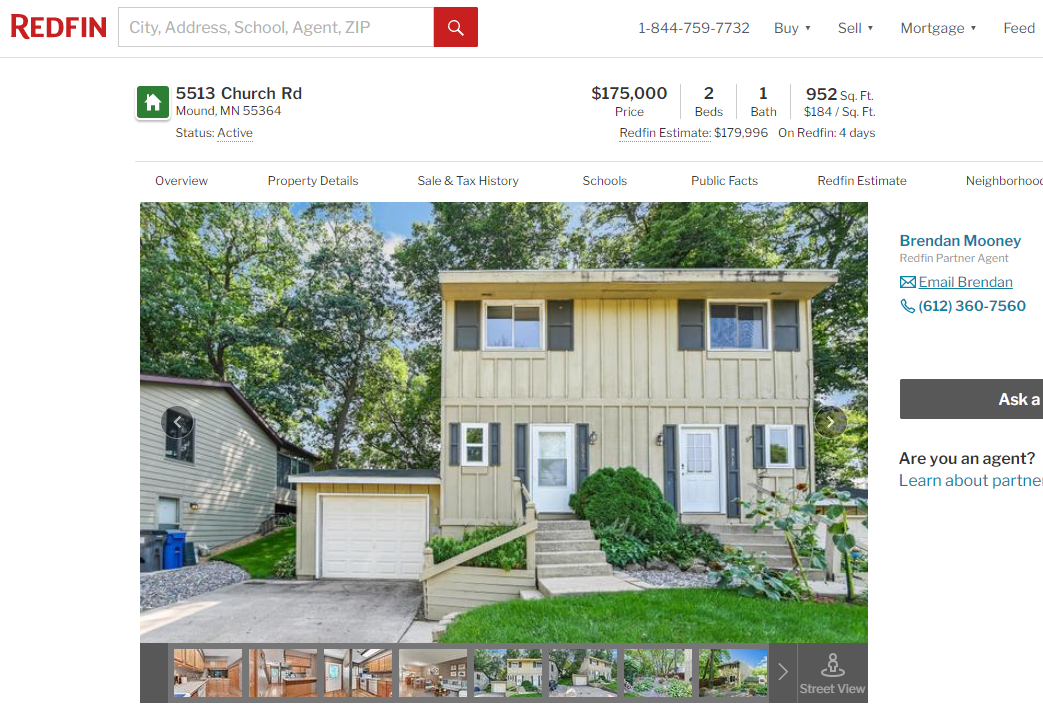 REDFIN
City, Address, School, Agent, ZIP
1-844-759-7732
Buy
Sell
Mortgage
Feed
5513 Church Rd
Mound, MN 55364
Status: Active
$175,000
Price
2
Beds
1
Bath
952 Sq. Ft.
$184 / Sq. Ft.
Redfin Estimate: $179,996
On Redfin: 4 days
Overview
Property Details
Sale & Tax History
Schools
Public Facts
Redfin Estimate
Neighborhoo
Brendan Mooney
Redfin Partner Agent
Email Brendan
(612) 360-7560
Ask a
Are you an agent?
Learn about partne
Street View